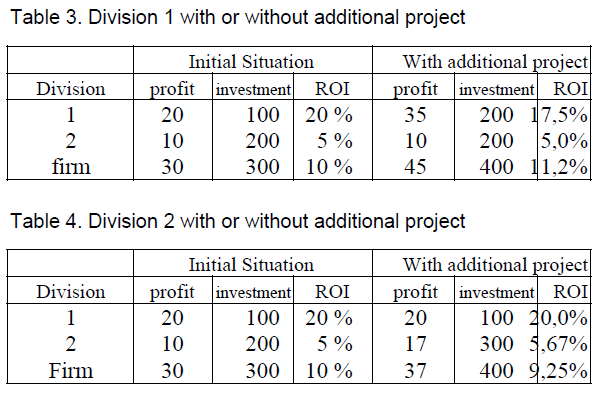 Table 3. Division 1 with or without additional project
Initial Situation With additional project
Division profit investment ROI profit investment ROI
1 20 100 20 % 35 200 17,5%
2 10 200 5 % 10 200 5,0%
firm 30 300 10 % 45 400 11,2%
Table 4. Division 2 with or without additional project
Initial Situation With additional project
Division profit investment ROI profit investment ROI
1 20 100 20 % 20 100 20,0%
2 10 200 5 % 17 300 5,67%
Firm 30 300 10 % 37 400 9,25%